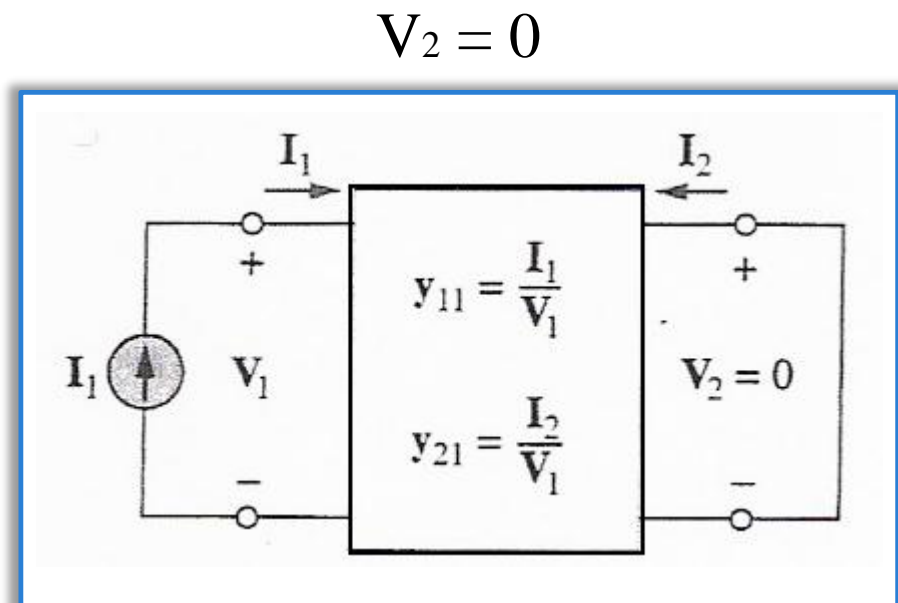 V₂ = 0
I₁
I₂
+
+
y₁₁ = I₁/V₁
I₁
V₁
V₂ = 0
y₂₁ = I₂/V₁
−
−